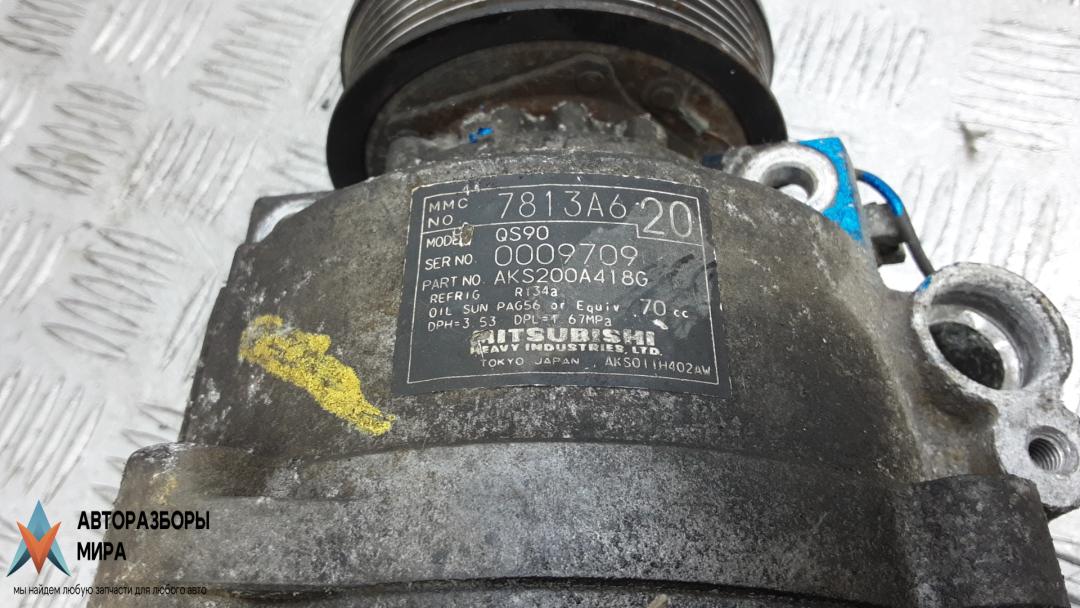 MMC NO. 7813A6 20
MODEL QS90
SER NO. 0009709
PART NO. AKS200A418G
REFRIG R134a
OIL SUN PAG56 or Equiv. 70 cc
DPH=3.53 DPL=1.67MPa
MITSUBISHI
HEAVY INDUSTRIES, LTD.
TOKYO JAPAN AKS011H402AW
АВТОРАЗБОРЫ
МИРА
мы найдем любую запчасти для любого авто